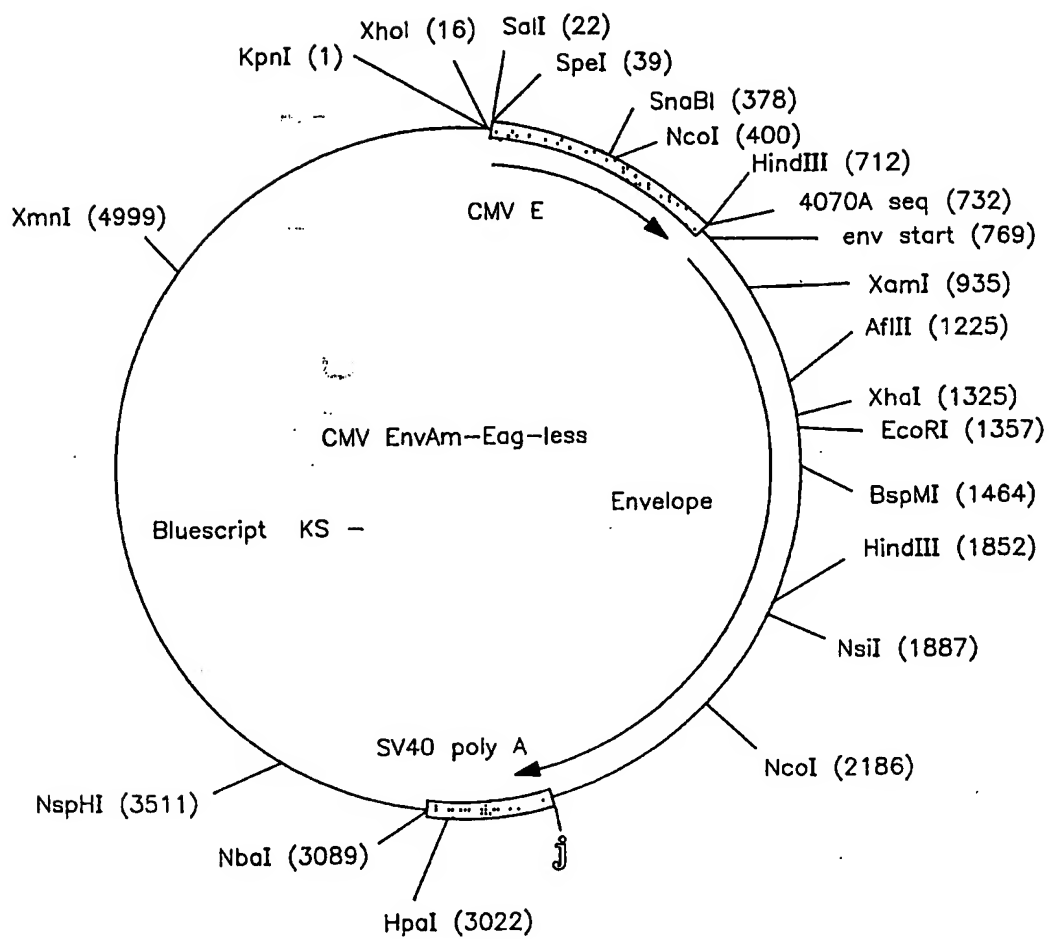 XhoI (16)
SalI (22)
KpnI (1)
SpeI (39)
SnaBI (378)
NcoI (400)
HindIII (712)
4070A seq (732)
env start (769)
XmnI (4999)
CMV E
XamI (935)
AflII (1225)
XhaI (1325)
EcoRI (1357)
CMV EnvAm-Eag-less
BspMI (1464)
Envelope
Bluescript KS -
HindIII (1852)
NsiI (1887)
SV40 poly A
NcoI (2186)
NspHI (3511)
NbaI (3089)
j
HpaI (3022)